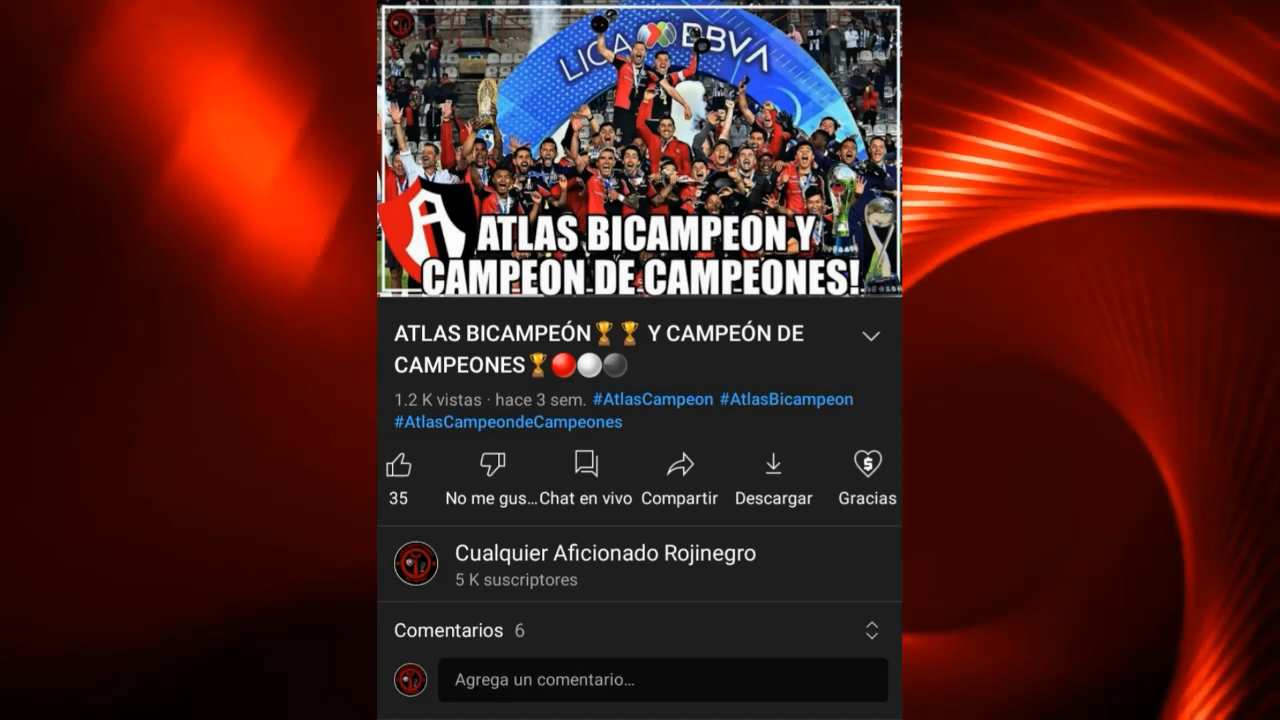 LIGA BBVA
ATLAS BICAMPEON Y
CAMPEÓN DE CAMPEONES!
ATLAS BICAMPEÓN🏆🏆 Y CAMPEÓN DE
CAMPEONES🏆🔴⚪⚫
1.2 K vistas · hace 3 sem. #AtlasCampeon #AtlasBicampeon
#AtlasCampeondeCampeones
35 No me gus... Chat en vivo Compartir Descargar Gracias
Cualquier Aficionado Rojinegro
5 K suscriptores
Comentarios 6
Agrega un comentario...